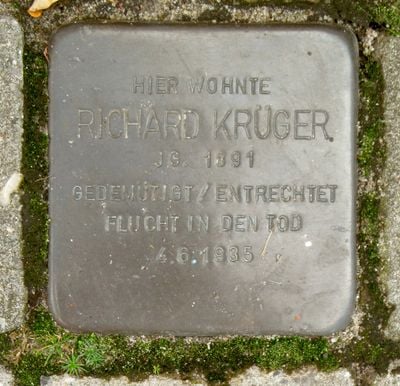 HIER WOHNTE
RICHARD KRÜGER
JG. 1891
GEDEMÜTIGT/ENTRECHTET
FLUCHT IN DEN TOD
4.6.1935